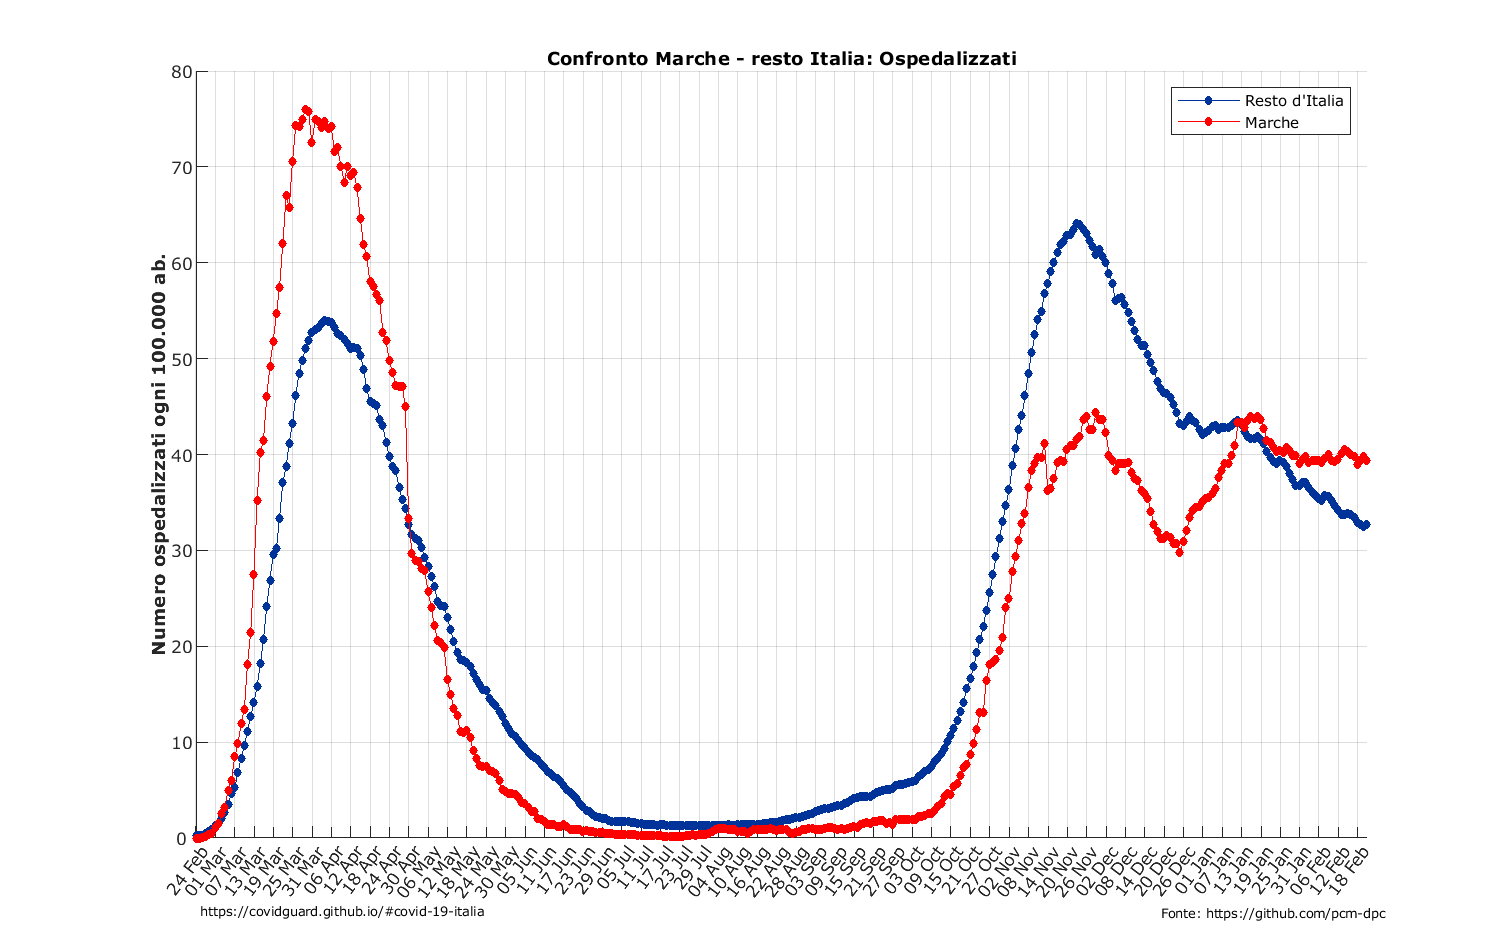 Confronto Marche - resto Italia: Ospedalizzati
Resto d'Italia
Marche
Numero ospedalizzati ogni 100.000 ab.
80
70
60
50
40
30
20
10
0
24 Feb
01 Mar
07 Mar
13 Mar
19 Mar
25 Mar
31 Mar
06 Apr
12 Apr
18 Apr
24 Apr
30 Apr
06 May
12 May
18 May
24 May
30 May
05 Jun
11 Jun
17 Jun
23 Jun
29 Jun
05 Jul
11 Jul
17 Jul
23 Jul
29 Jul
04 Aug
10 Aug
16 Aug
22 Aug
28 Aug
03 Sep
09 Sep
15 Sep
21 Sep
27 Sep
03 Oct
09 Oct
15 Oct
21 Oct
27 Oct
02 Nov
08 Nov
14 Nov
20 Nov
26 Nov
02 Dec
08 Dec
14 Dec
20 Dec
26 Dec
01 Jan
07 Jan
13 Jan
19 Jan
25 Jan
31 Jan
06 Feb
12 Feb
18 Feb
https://covidguard.github.io/#covid-19-italia
Fonte: https://github.com/pcm-dpc